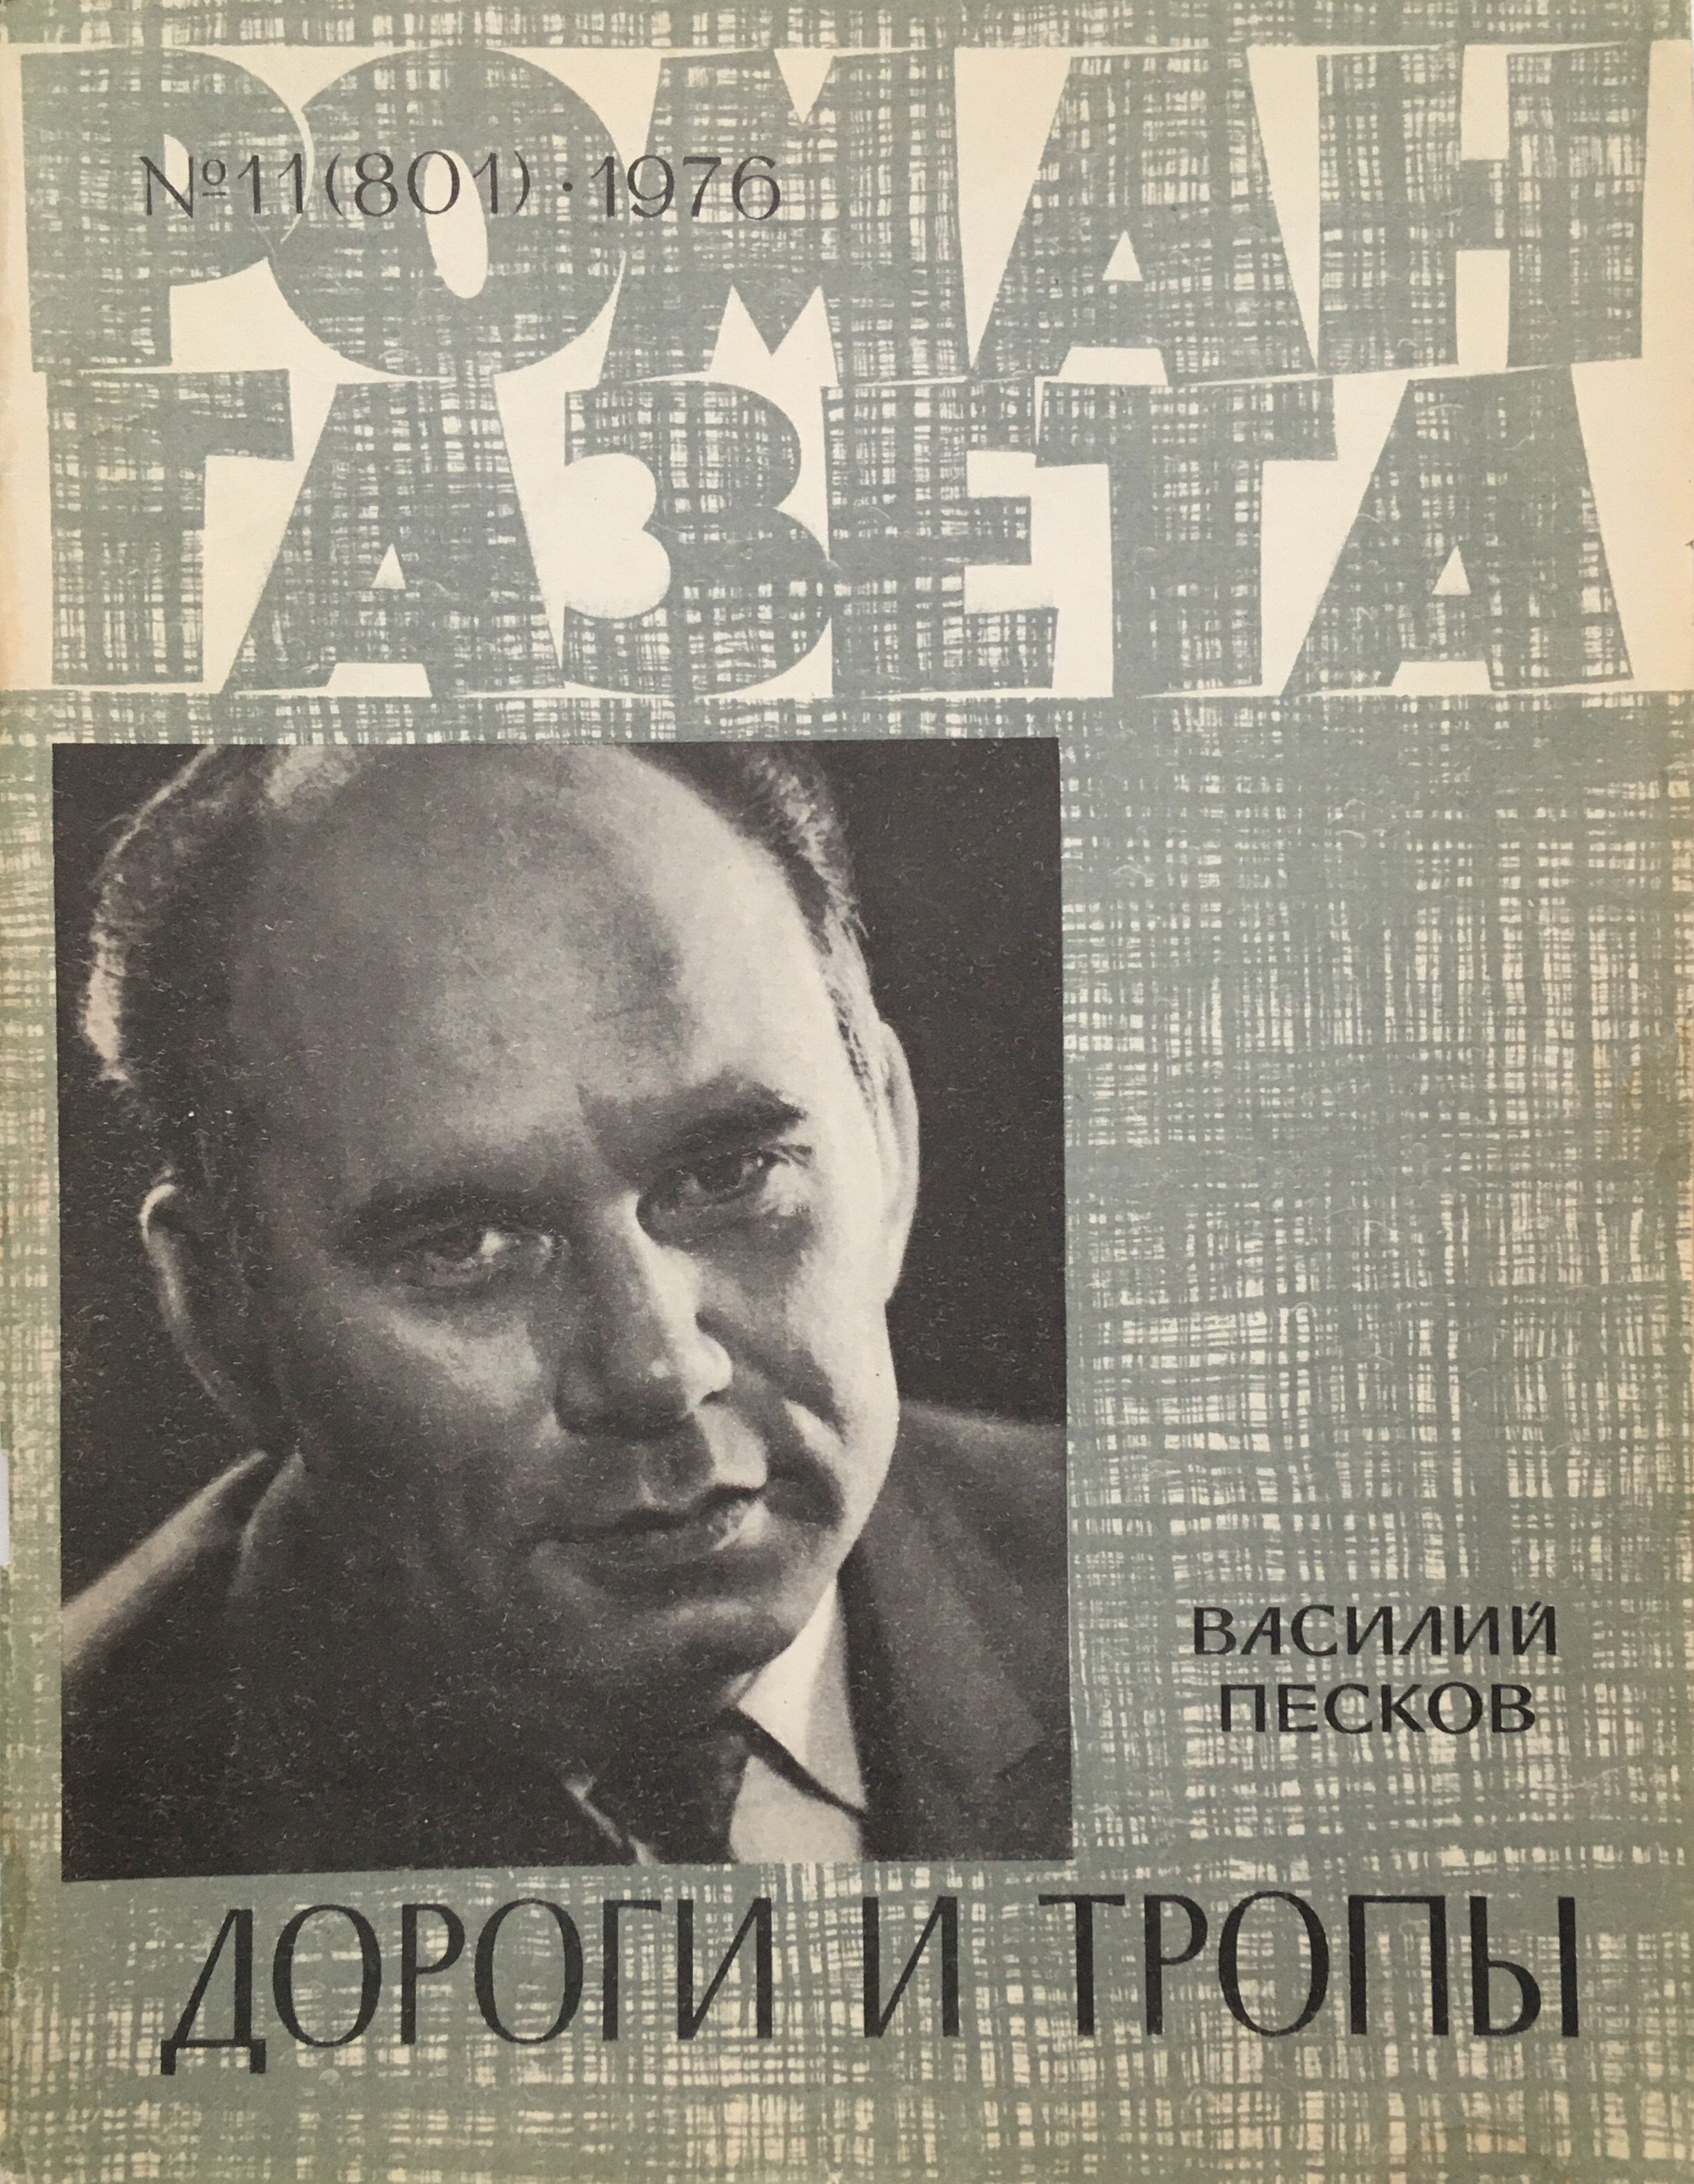 РОМАН
№11(801)·1976
ГАЗЕТА
ВАСИЛИЙ
ПЕСКОВ
ДОРОГИ И ТРОПЫ